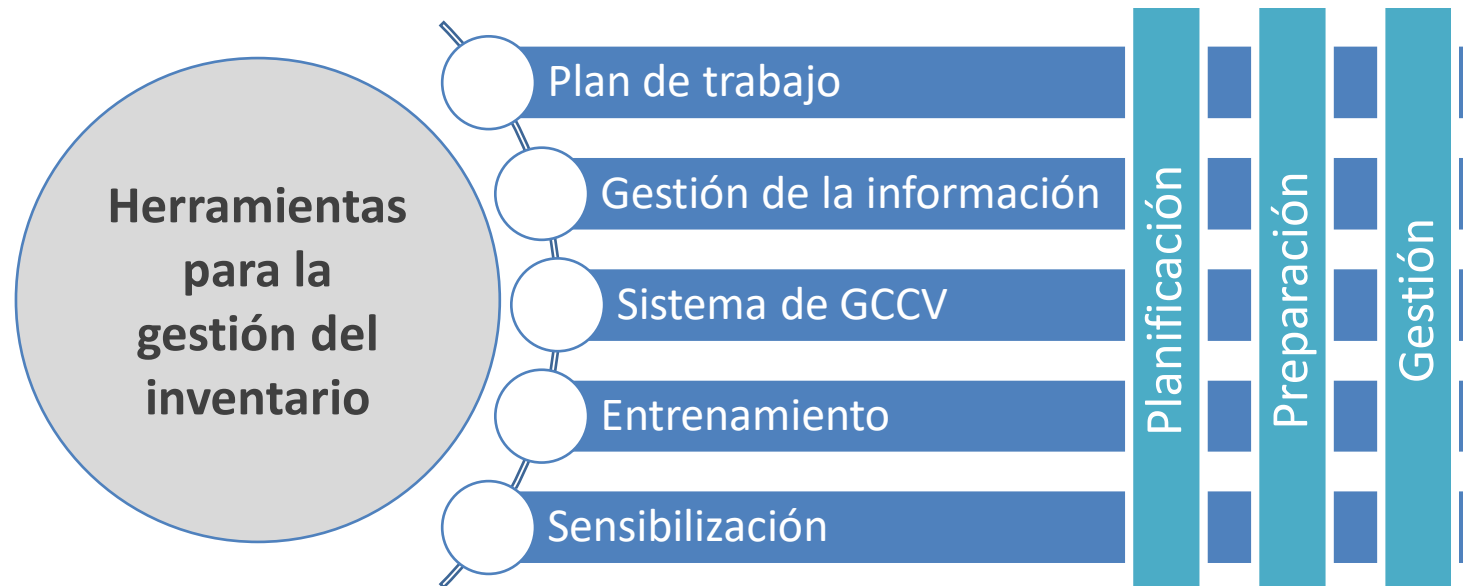 Herramientas
para la
gestión del
inventario
Plan de trabajo
Gestión de la información
Sistema de GCCV
Entrenamiento
Sensibilización
Planificación
Preparación
Gestión